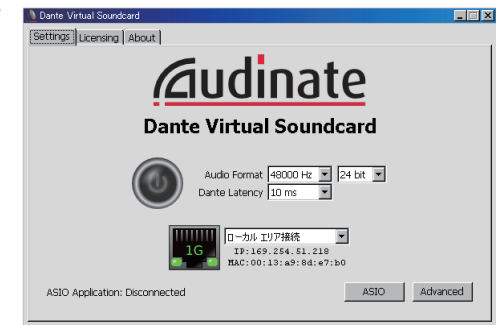 Dante Virtual Soundcard
Settings Licensing About
Audinate
Dante Virtual Soundcard
Audio Format 48000 Hz 24 bit
Dante Latency 10 ms
ローカル エリア接続
1G
IP:169.254.51.218
MAC:00:13:a9:8d:e7:b0
ASIO Application: Disconnected ASIO Advanced